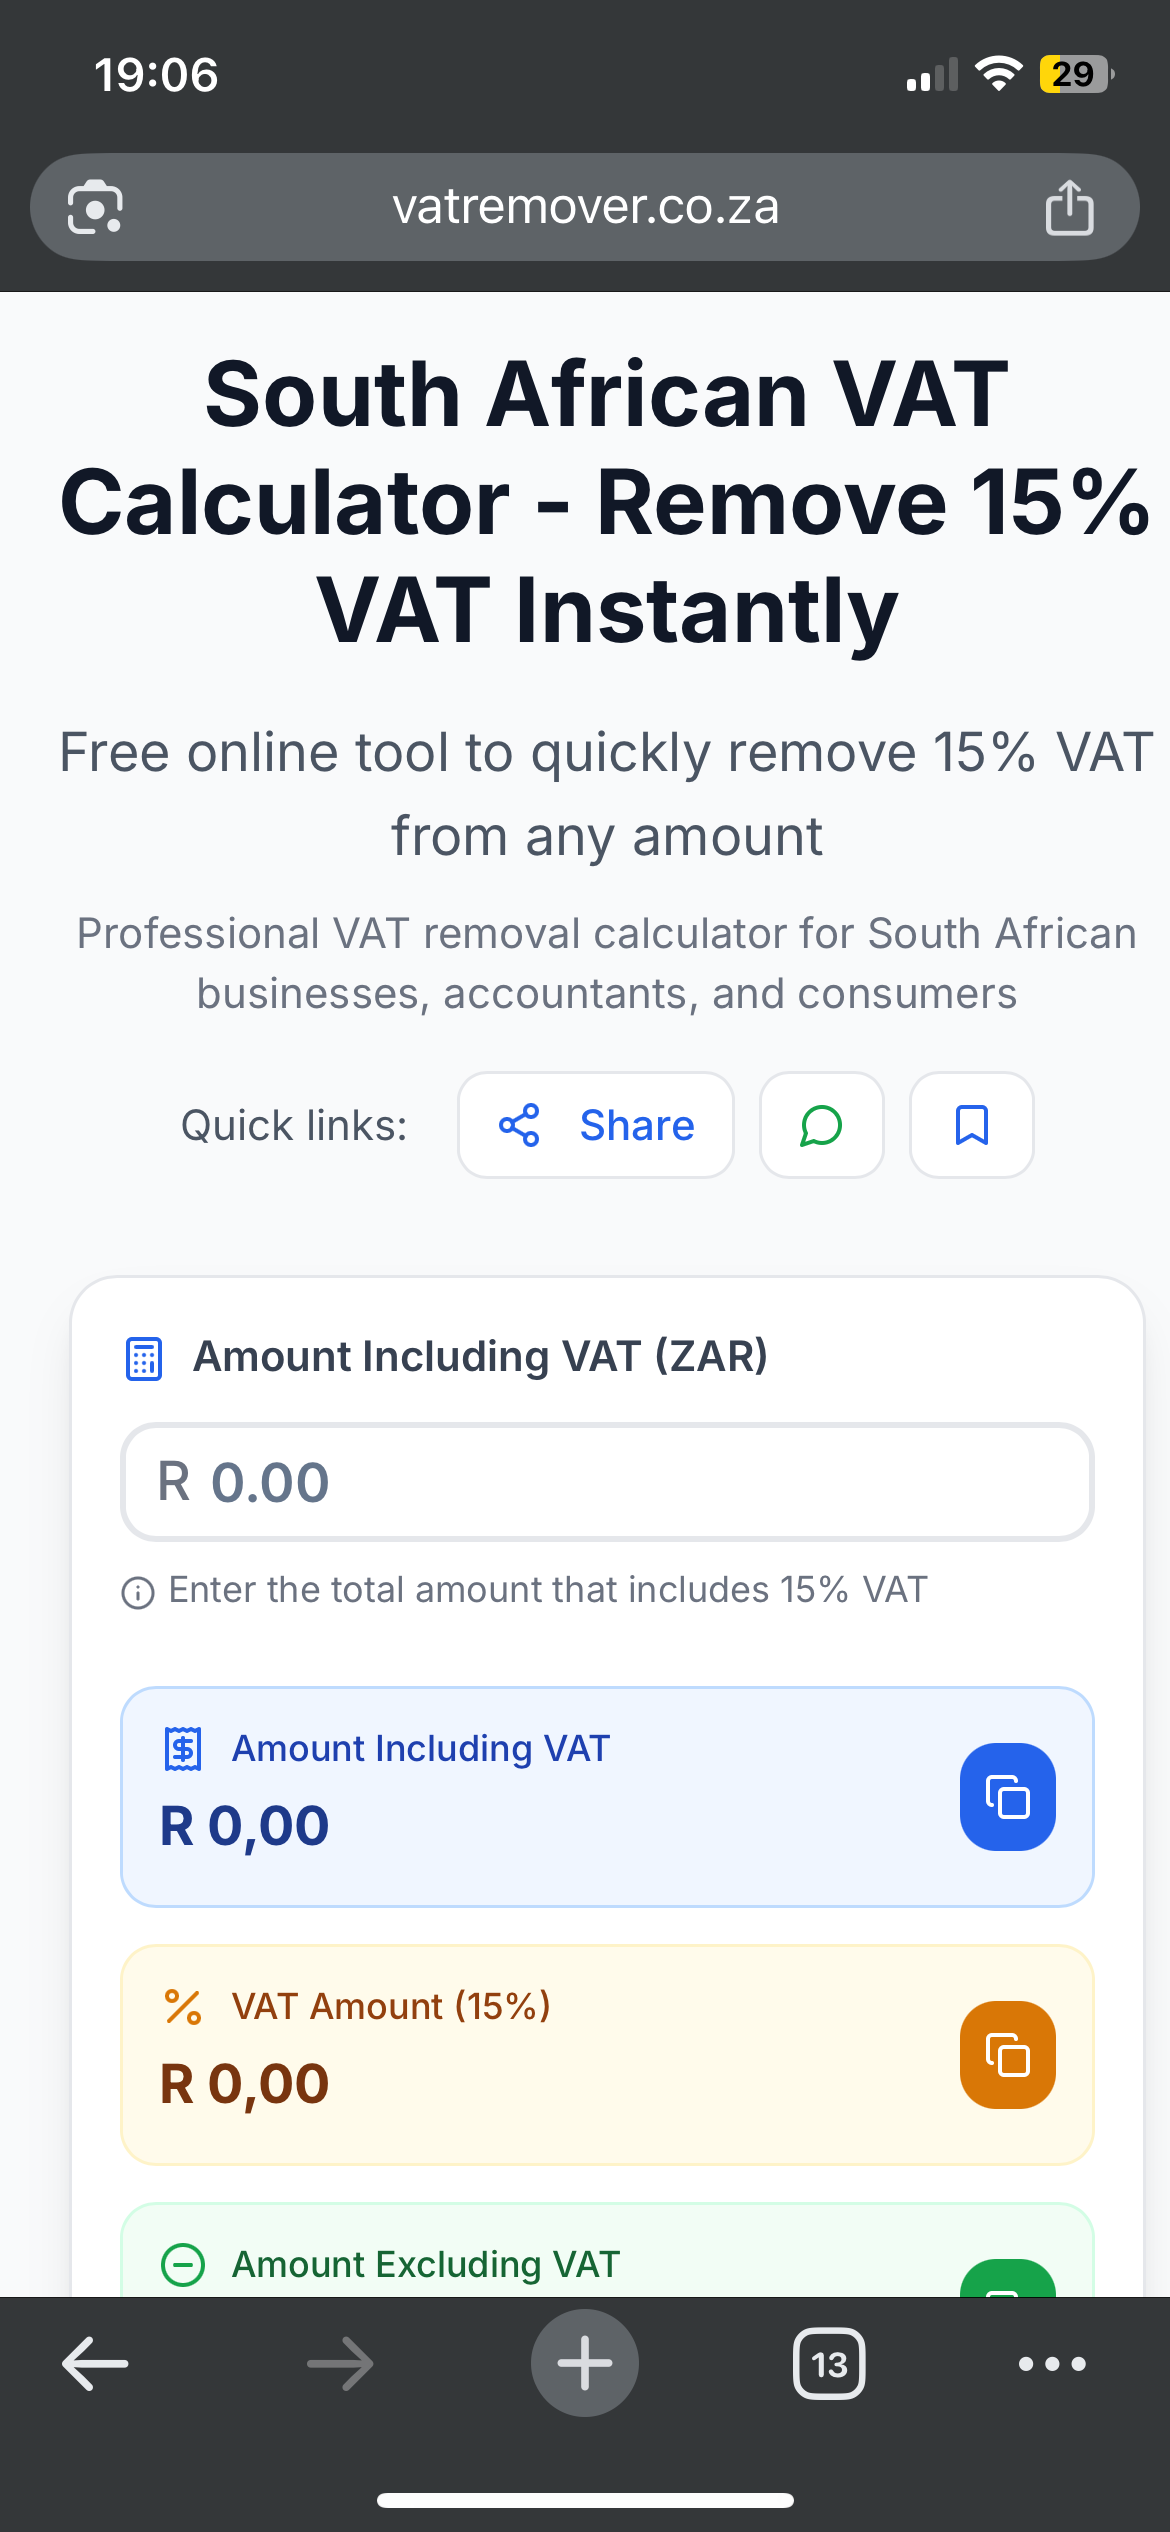 19:06
29
vatremover.co.za
South African VAT
Calculator - Remove 15%
VAT Instantly
Free online tool to quickly remove 15% VAT
from any amount
Professional VAT removal calculator for South African
businesses, accountants, and consumers
Quick links:
Share
Amount Including VAT (ZAR)
R 0.00
Enter the total amount that includes 15% VAT
Amount Including VAT
R 0,00
VAT Amount (15%)
R 0,00
Amount Excluding VAT
13